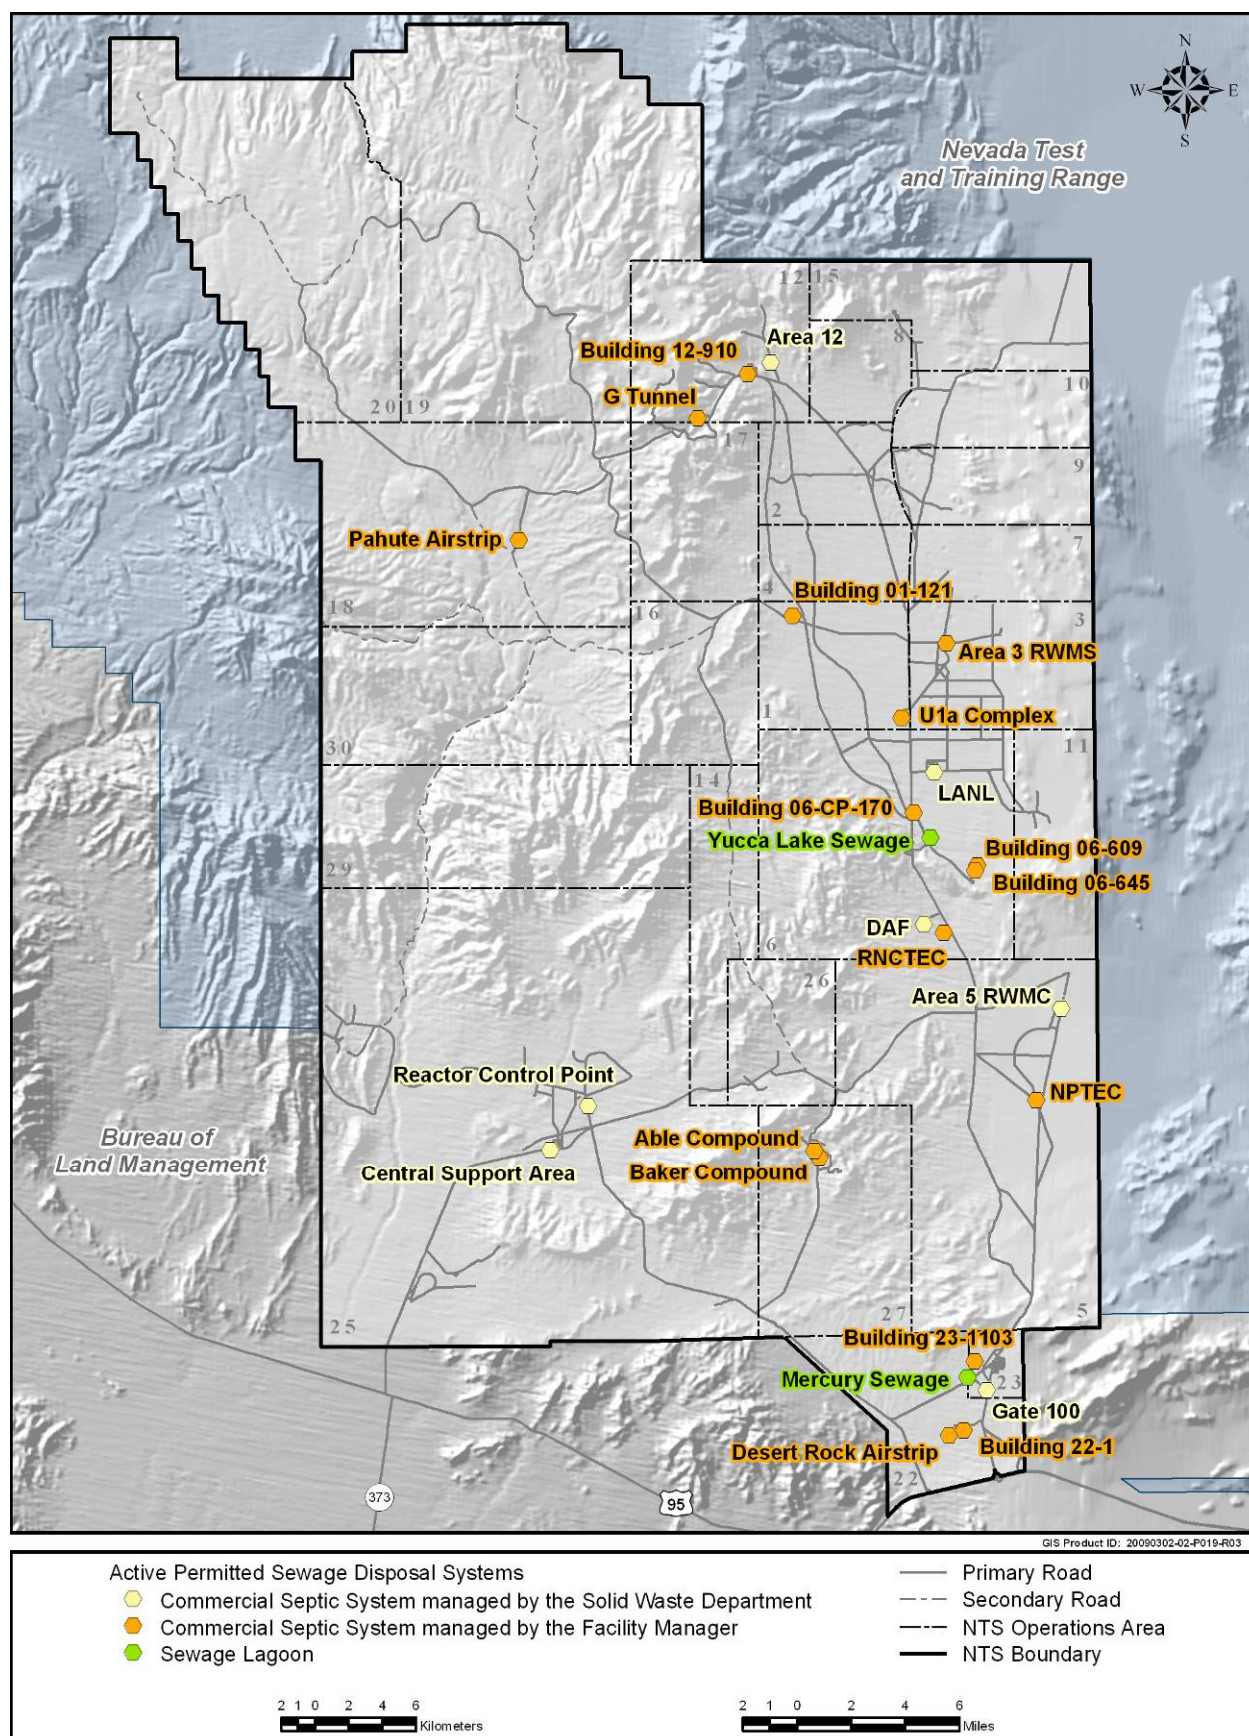 N
W E
S
Nevada Test
and Training Range
12 15
Area 12
8
Building 12-910
10
G Tunnel
20 19
17
9
2
Pahute Airstrip
7
Building 01-121
4
18
16
3
Area 3 RWMS
1
U1a Complex
30
11
14
LANL
Building 06-CP-170
Yucca Lake Sewage
Building 06-609
29
Building 06-645
DAF
6
RNCTEC
26
Area 5 RWMC
Reactor Control Point
NPTEC
Bureau of
Land Management
Able Compound
Central Support Area
Baker Compound
25
27
5
Building 23-1103
Mercury Sewage
23
Gate 100
Desert Rock Airstrip
Building 22-1
22
373
95
GIS Product ID: 20090302-02-P019-R03
Active Permitted Sewage Disposal Systems
Commercial Septic System managed by the Solid Waste Department
Commercial Septic System managed by the Facility Manager
Sewage Lagoon
Primary Road
Secondary Road
NTS Operations Area
NTS Boundary
2 1 0 2 4 6
Kilometers
2 1 0 2 4 6
Miles